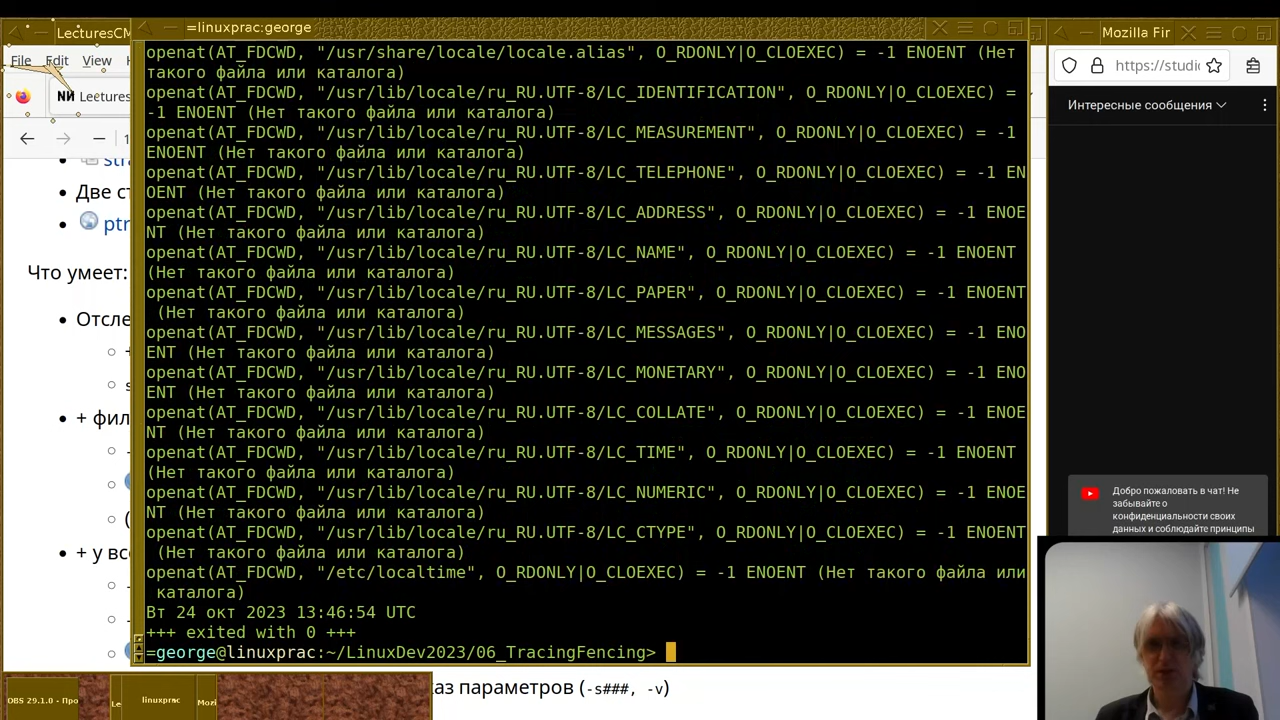 LecturesCM
=linuxprac:george
Mozilla Fir
File Edit View
Lectures
https://studi
Интересные сообщения
stra
Две ст
ptr
Что умеет:
Отсле
+ фил
+ у все
openat(AT_FDCWD, "/usr/share/locale/locale.alias", O_RDONLY|O_CLOEXEC) = -1 ENOENT (Нет
такого файла или каталога)
openat(AT_FDCWD, "/usr/lib/locale/ru_RU.UTF-8/LC_IDENTIFICATION", O_RDONLY|O_CLOEXEC) =
-1 ENOENT (Нет такого файла или каталога)
openat(AT_FDCWD, "/usr/lib/locale/ru_RU.UTF-8/LC_MEASUREMENT", O_RDONLY|O_CLOEXEC) = -1
ENOENT (Нет такого файла или каталога)
openat(AT_FDCWD, "/usr/lib/locale/ru_RU.UTF-8/LC_TELEPHONE", O_RDONLY|O_CLOEXEC) = -1 EN
OENT (Нет такого файла или каталога)
openat(AT_FDCWD, "/usr/lib/locale/ru_RU.UTF-8/LC_ADDRESS", O_RDONLY|O_CLOEXEC) = -1 ENOE
NT (Нет такого файла или каталога)
openat(AT_FDCWD, "/usr/lib/locale/ru_RU.UTF-8/LC_NAME", O_RDONLY|O_CLOEXEC) = -1 ENOENT
(Нет такого файла или каталога)
openat(AT_FDCWD, "/usr/lib/locale/ru_RU.UTF-8/LC_PAPER", O_RDONLY|O_CLOEXEC) = -1 ENOENT
(Нет такого файла или каталога)
openat(AT_FDCWD, "/usr/lib/locale/ru_RU.UTF-8/LC_MESSAGES", O_RDONLY|O_CLOEXEC) = -1 ENO
ENT (Нет такого файла или каталога)
openat(AT_FDCWD, "/usr/lib/locale/ru_RU.UTF-8/LC_MONETARY", O_RDONLY|O_CLOEXEC) = -1 ENO
ENT (Нет такого файла или каталога)
openat(AT_FDCWD, "/usr/lib/locale/ru_RU.UTF-8/LC_COLLATE", O_RDONLY|O_CLOEXEC) = -1 ENOE
NT (Нет такого файла или каталога)
openat(AT_FDCWD, "/usr/lib/locale/ru_RU.UTF-8/LC_TIME", O_RDONLY|O_CLOEXEC) = -1 ENOENT
(Нет такого файла или каталога)
openat(AT_FDCWD, "/usr/lib/locale/ru_RU.UTF-8/LC_NUMERIC", O_RDONLY|O_CLOEXEC) = -1 ENOE
NT (Нет такого файла или каталога)
openat(AT_FDCWD, "/usr/lib/locale/ru_RU.UTF-8/LC_CTYPE", O_RDONLY|O_CLOEXEC) = -1 ENOENT
(Нет такого файла или каталога)
openat(AT_FDCWD, "/etc/localtime", O_RDONLY|O_CLOEXEC) = -1 ENOENT (Нет такого файла или
каталога)
Вт 24 окт 2023 13:46:54 UTC
+++ exited with 0 +++
=george@linuxprac:~/LinuxDev2023/06_TracingFencing>
Добро пожаловать в чат! Не
забывайте о
конфиденциальности своих
данных и соблюдайте принципы
каз параметров (-s###, -v)
OBS 29.1.0 - Про
Le
linuxprac
Mozi